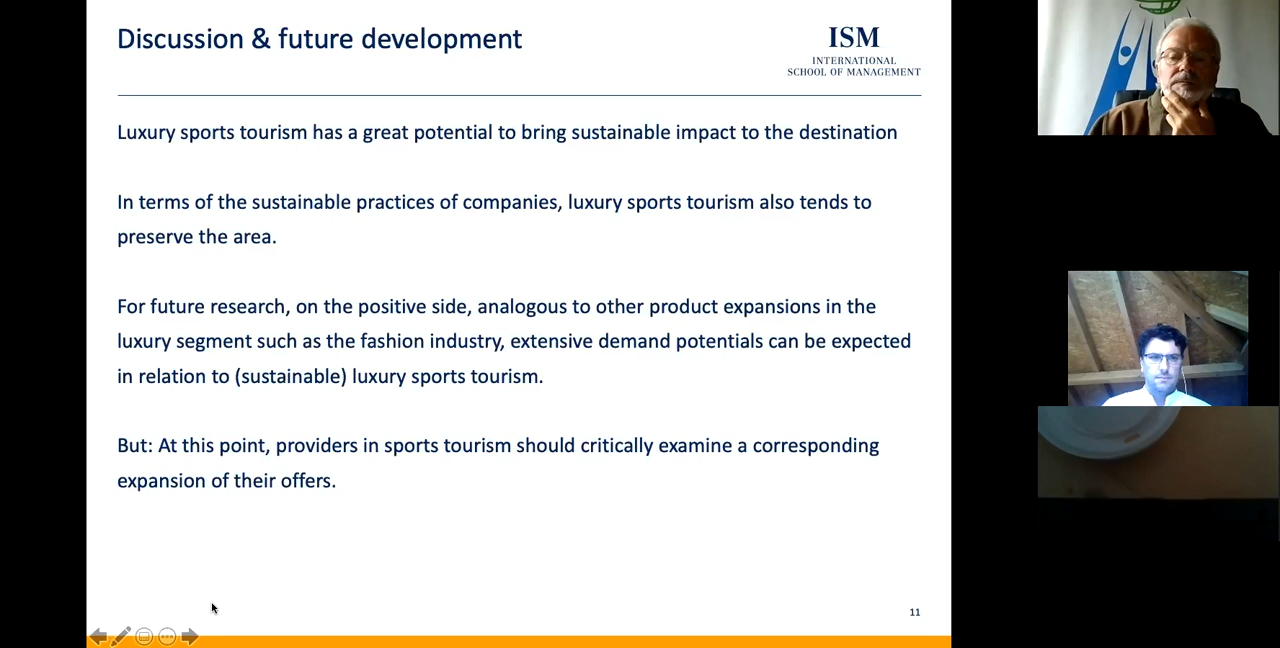 Discussion & future development
ISM
INTERNATIONAL
SCHOOL OF MANAGEMENT
Luxury sports tourism has a great potential to bring sustainable impact to the destination
In terms of the sustainable practices of companies, luxury sports tourism also tends to
preserve the area.
For future research, on the positive side, analogous to other product expansions in the
luxury segment such as the fashion industry, extensive demand potentials can be expected
in relation to (sustainable) luxury sports tourism.
But: At this point, providers in sports tourism should critically examine a corresponding
expansion of their offers.
11